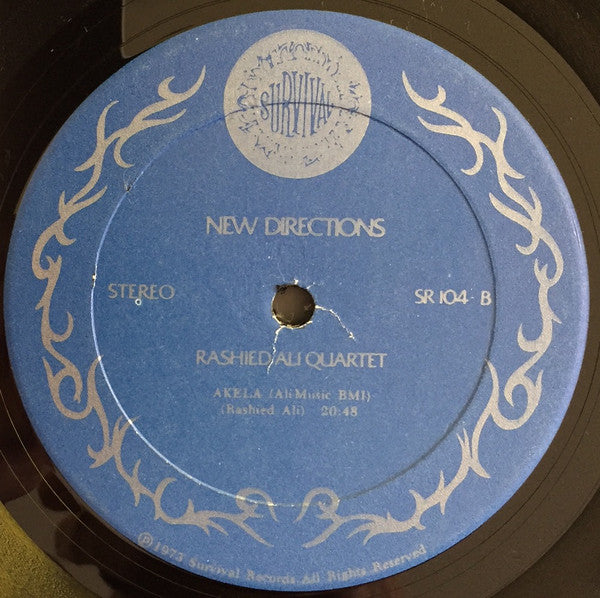 SURVIVAL
NEW DIRECTIONS
STEREO
SR 104 - B
RASHIED ALI QUARTET
AKELA (Ali Music BMI)
(Rashied Ali) 20:48
℗1973 Survival Records All Rights Reserved